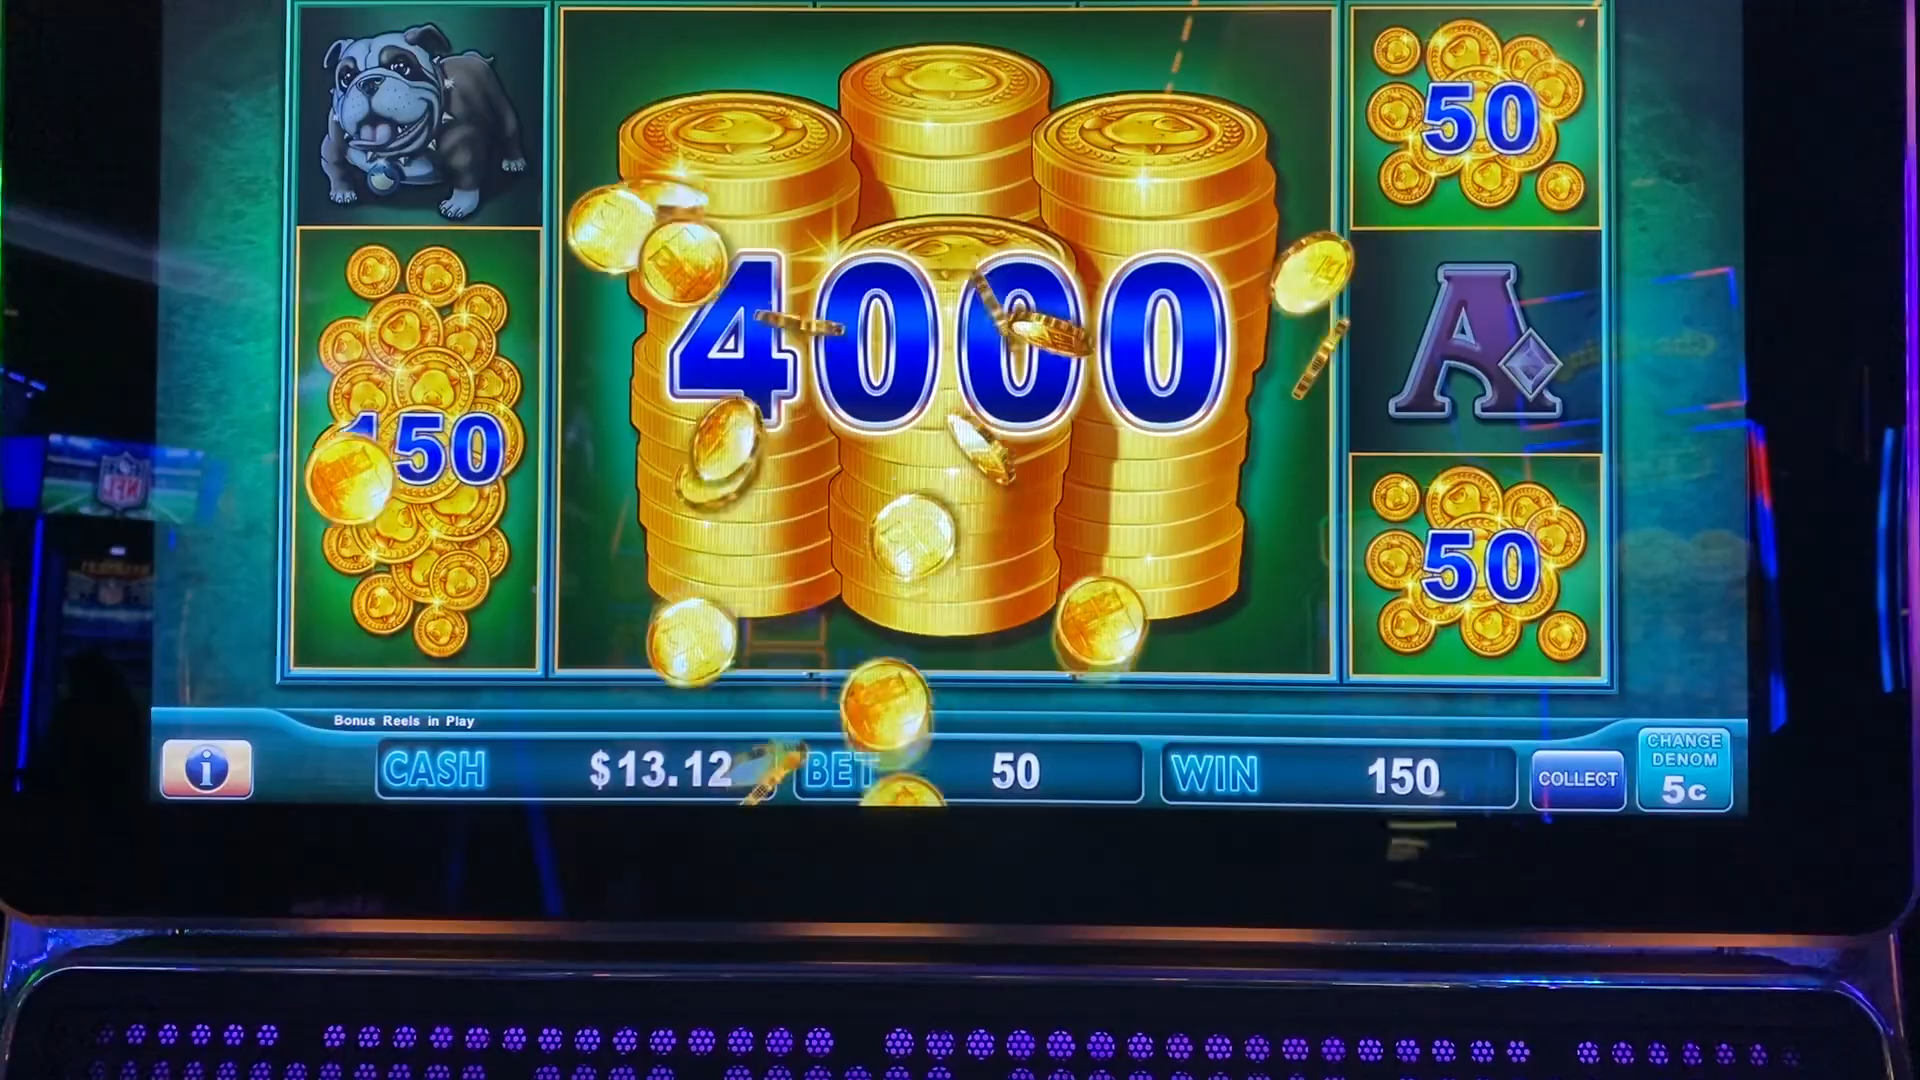 50
4000
A
150
50
Bonus Reels in Play
CASH $13.12 BET 50 WIN 150 COLLECT
CHANGE
DENOM
5c
i
NFL